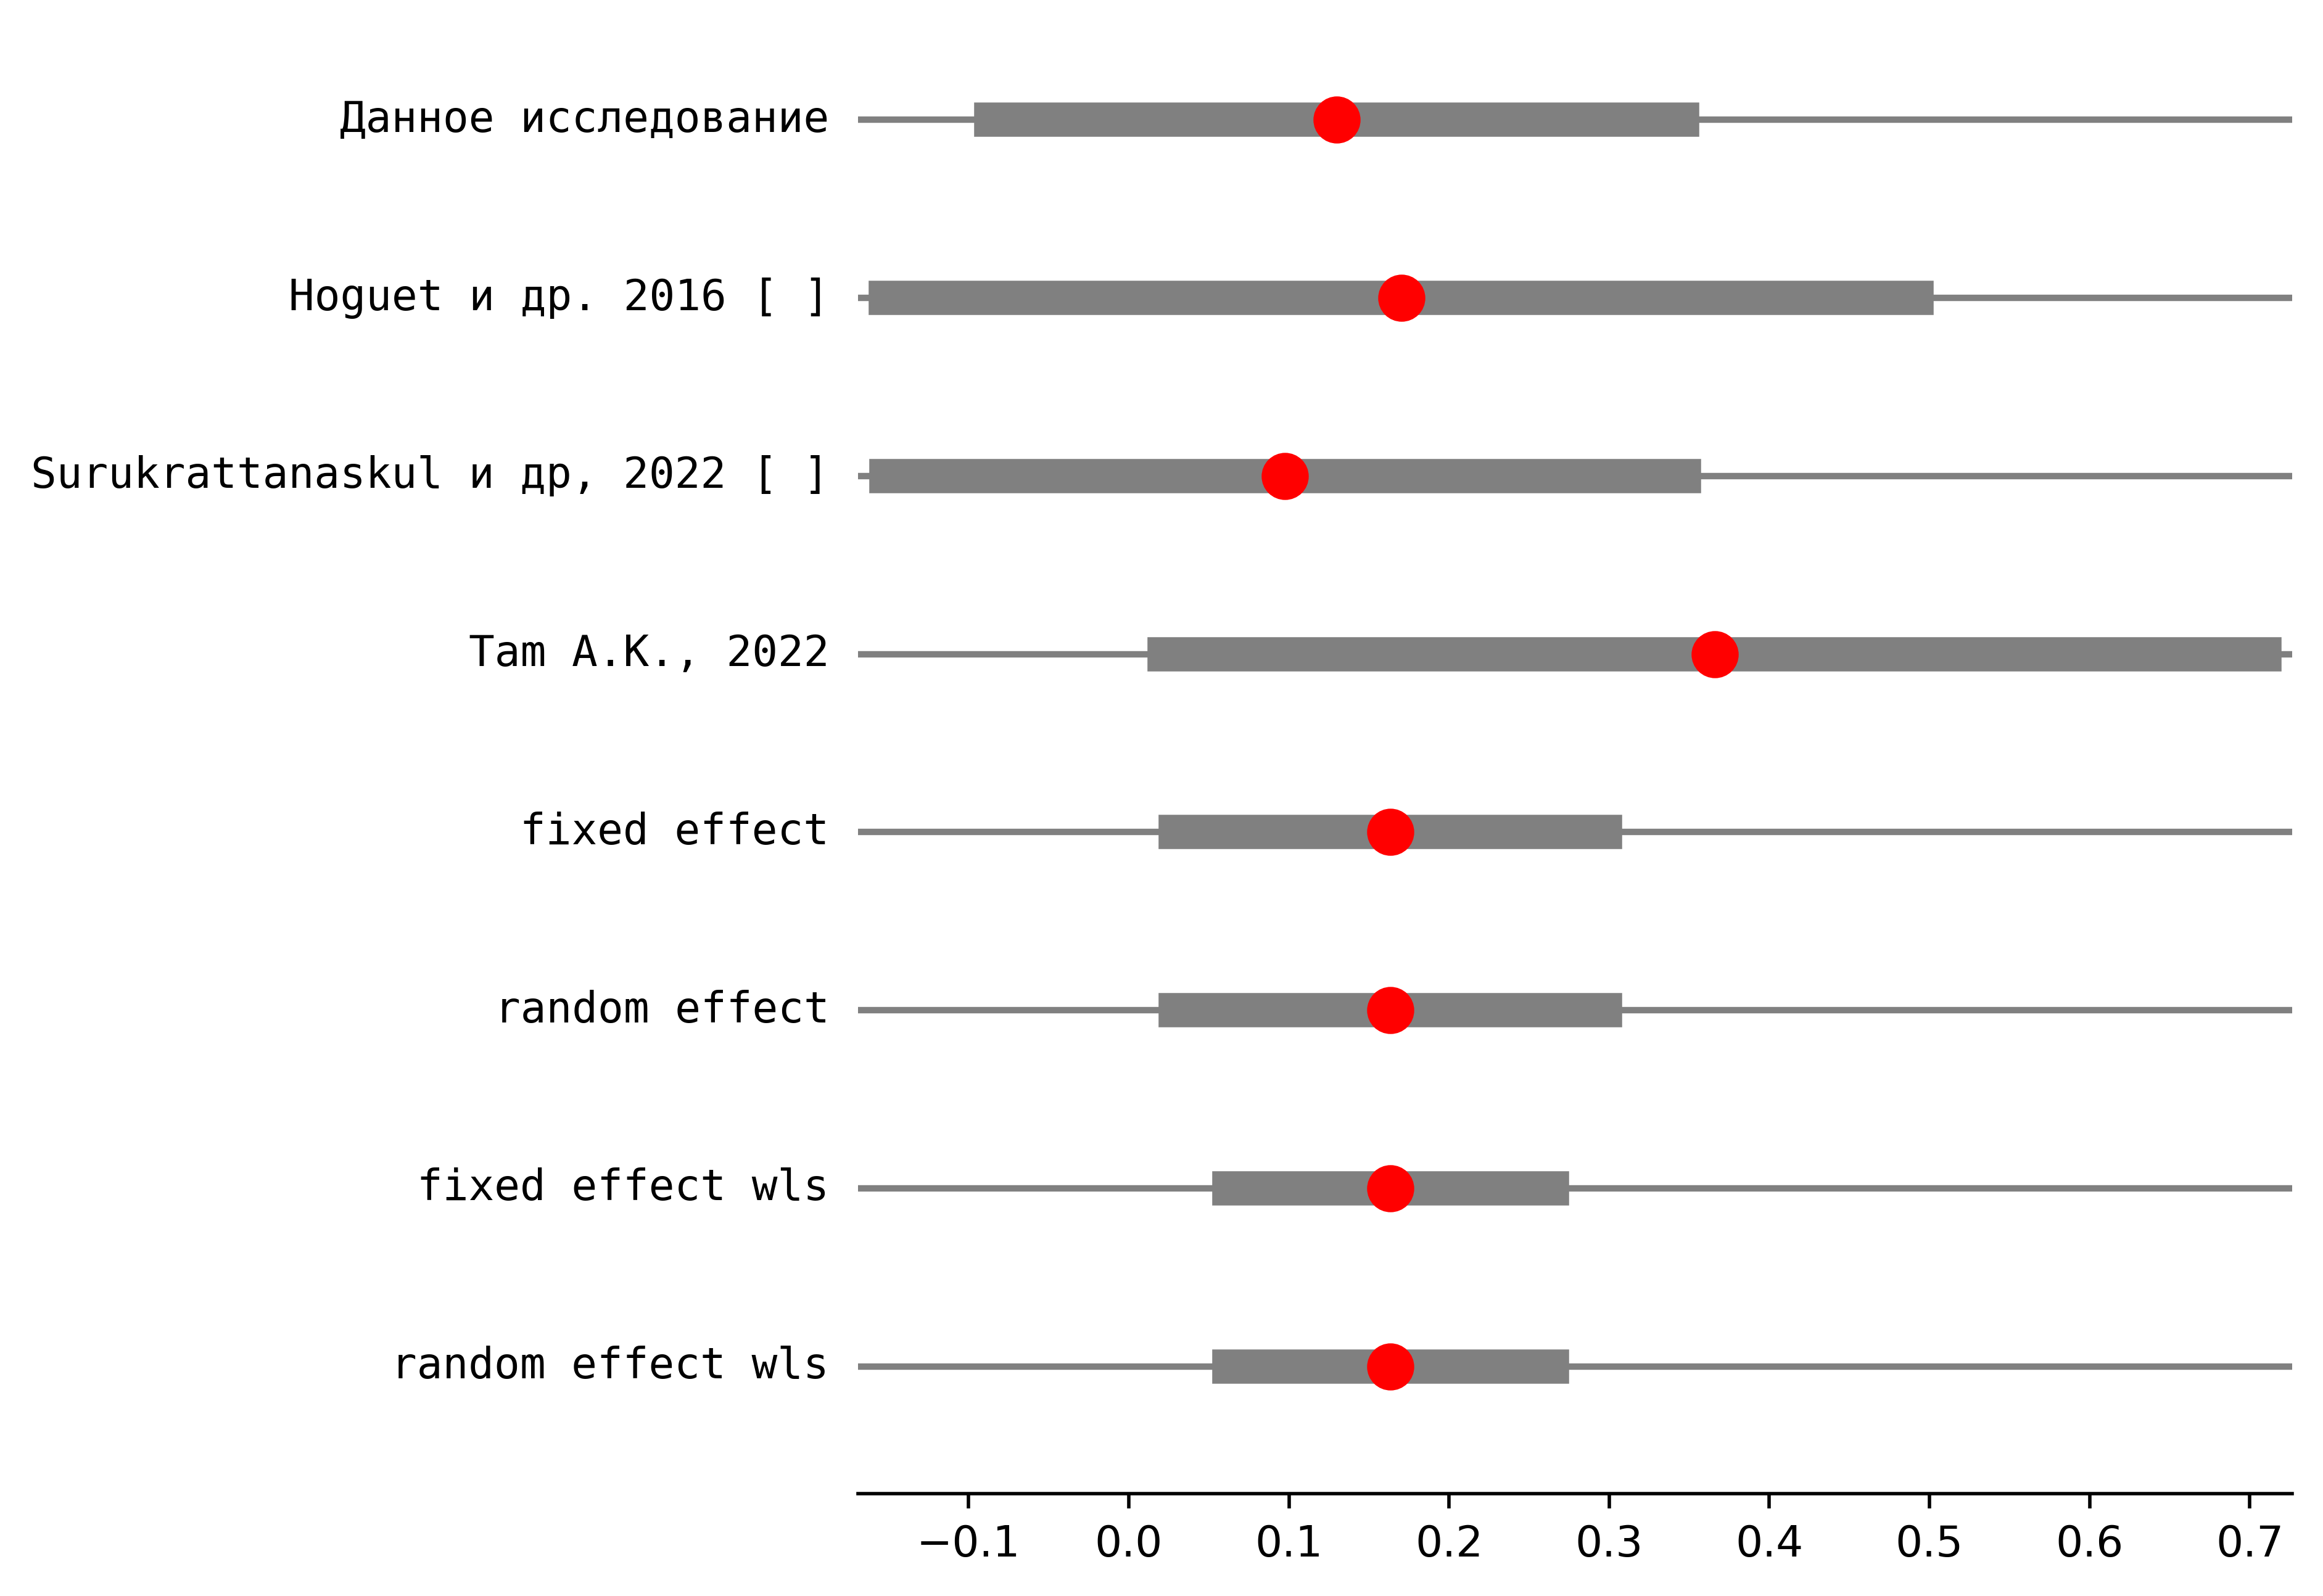 Данное исследование
Hoguet и др. 2016 [ ]
Surukrattanaskul и др, 2022 [ ]
Tam A.K., 2022
fixed effect
random effect
fixed effect wls
random effect wls
−0.1 0.0 0.1 0.2 0.3 0.4 0.5 0.6 0.7